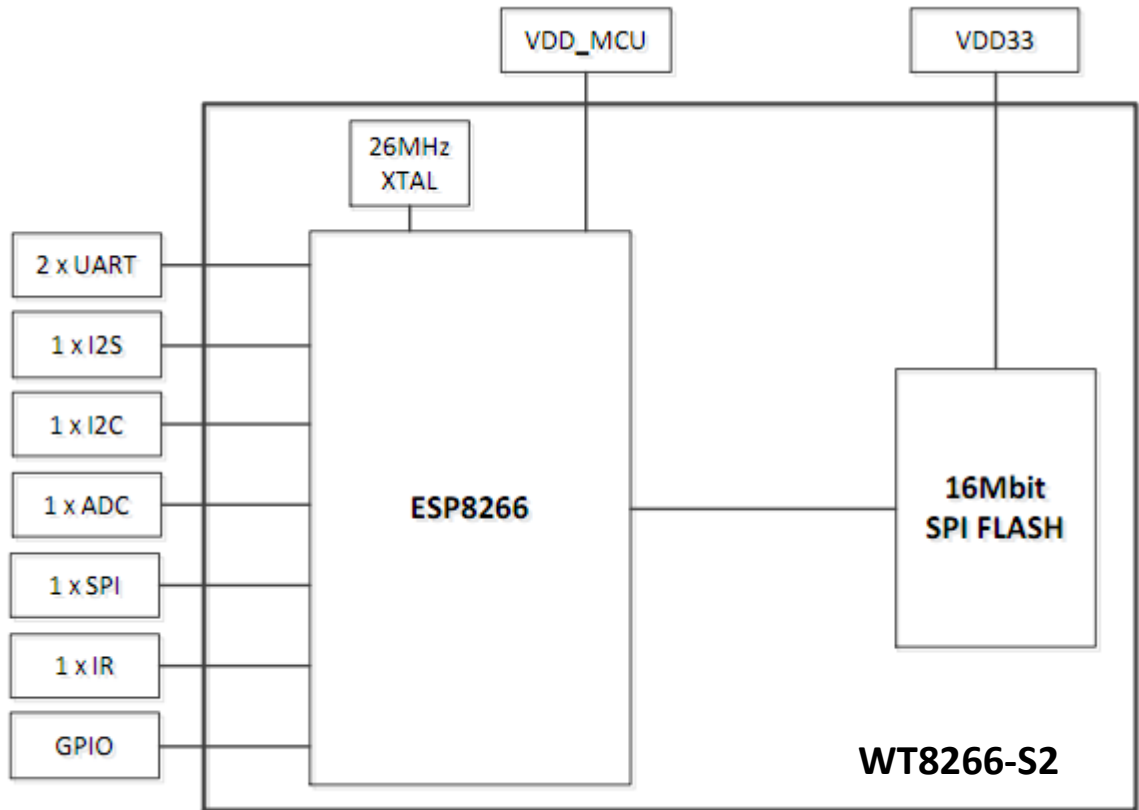 VDD_MCU
VDD33
26MHz
XTAL
2 x UART
1 x I2S
1 x I2C
1 x ADC
1 x SPI
1 x IR
GPIO
ESP8266
16Mbit
SPI FLASH
WT8266-S2